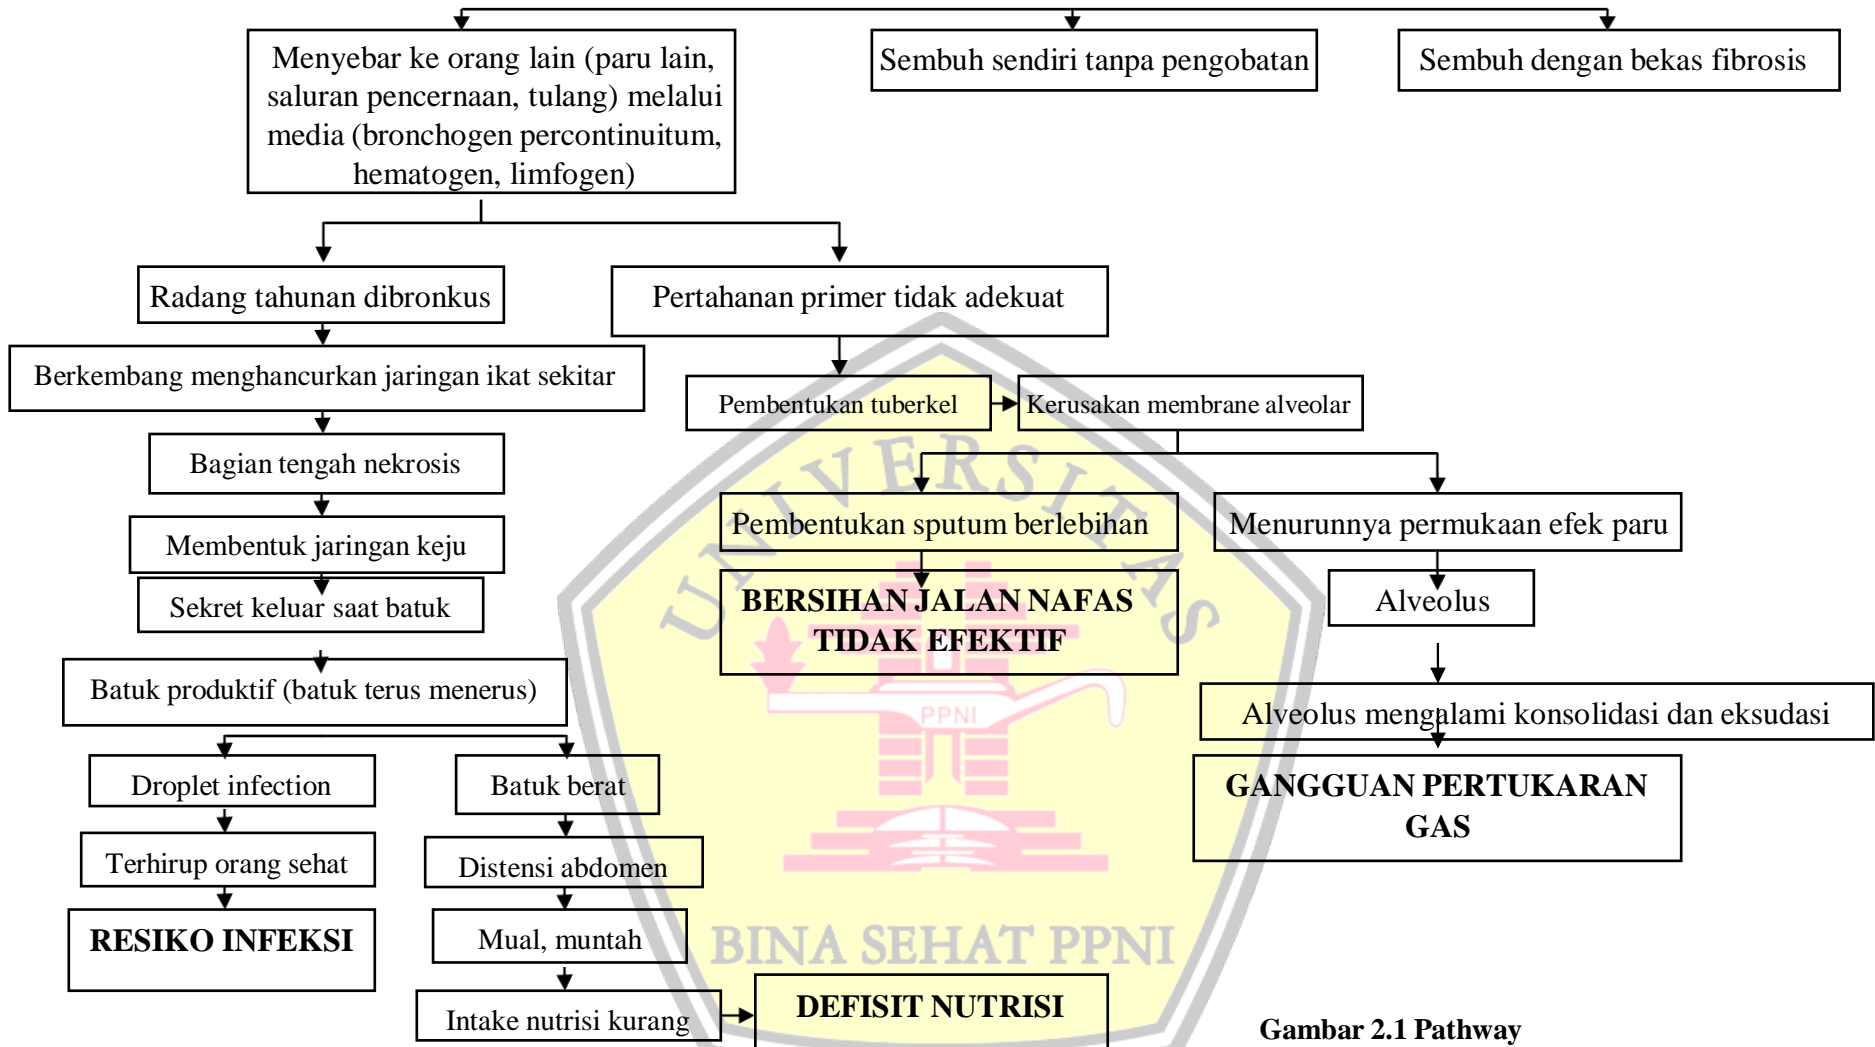 Menyebar ke orang lain (paru lain,
saluran pencernaan, tulang) melalui
media (bronchogen percontinuitum,
hematogen, limfogen)
Sembuh sendiri tanpa pengobatan
Sembuh dengan bekas fibrosis
Radang tahunan dibronkus
Pertahanan primer tidak adekuat
Berkembang menghancurkan jaringan ikat sekitar
Pembentukan tuberkel
Kerusakan membrane alveolar
Bagian tengah nekrosis
Pembentukan sputum berlebihan
Menurunnya permukaan efek paru
Membentuk jaringan keju
Sekret keluar saat batuk
BERSIHAN JALAN NAFAS
TIDAK EFEKTIF
Alveolus
Batuk produktif (batuk terus menerus)
Alveolus mengalami konsolidasi dan eksudasi
Droplet infection
Batuk berat
GANGGUAN PERTUKARAN
GAS
Terhirup orang sehat
Distensi abdomen
RESIKO INFEKSI
Mual, muntah
Intake nutrisi kurang
DEFISIT NUTRISI
Gambar 2.1 Pathway
UNIVERSITAS
PPNI
BINA SEHAT PPNI